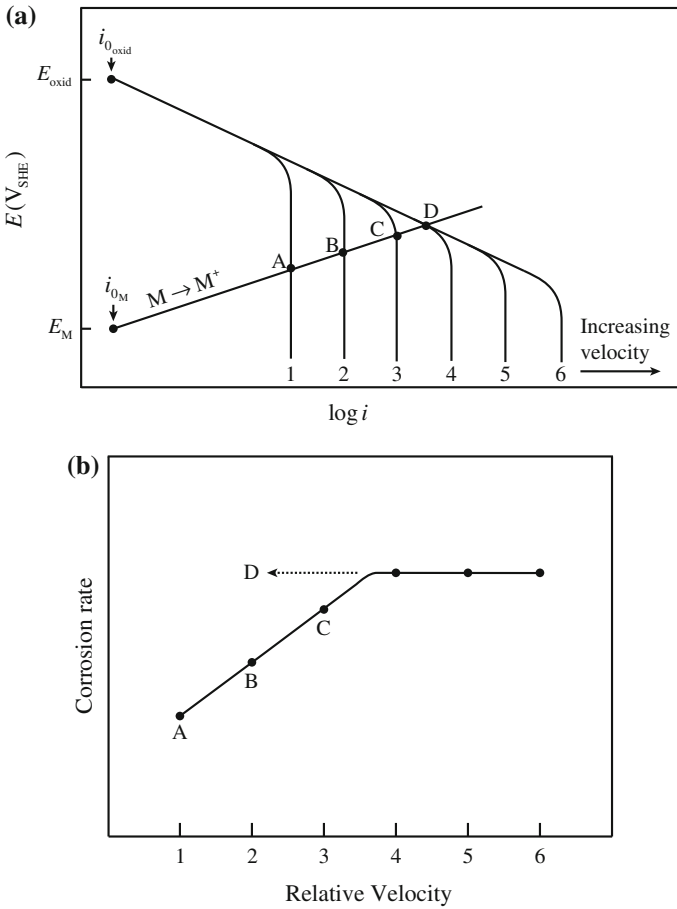 (a)
i0oxid
Eoxid
E (VSHE)
D
C
B
A
M → M+
i0M
EM
Increasing
velocity
1 2 3 4 5 6
log i
(b)
D
C
B
A
Corrosion rate
1 2 3 4 5 6
Relative Velocity